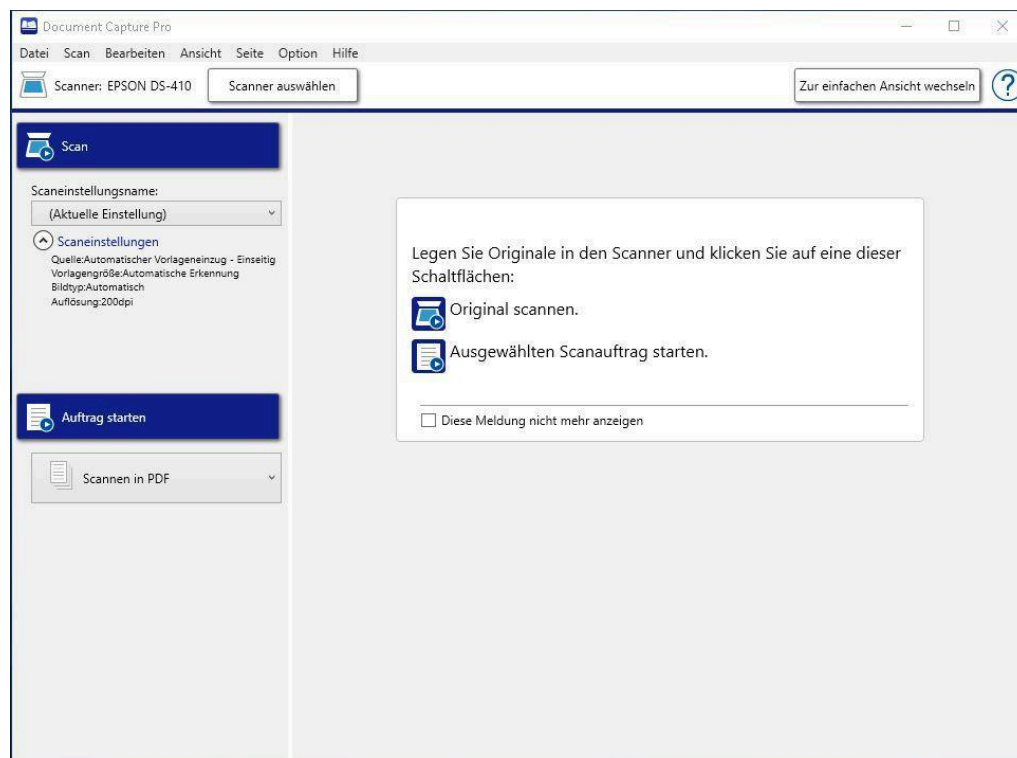 Document Capture Pro
Datei Scan Bearbeiten Ansicht Seite Option Hilfe
Scanner: EPSON DS-410 Scanner auswählen Zur einfachen Ansicht wechseln ?
Scan
Scaneinstellungsname:
(Aktuelle Einstellung)
Scaneinstellungen
Quelle:Automatischer Vorlageneinzug - Einseitig
Vorlagengröße:Automatische Erkennung
Bildtyp:Automatisch
Auflösung:200dpi
Auftrag starten
Scannen in PDF
Legen Sie Originale in den Scanner und klicken Sie auf eine dieser
Schaltflächen:
Original scannen.
Ausgewählten Scanauftrag starten.
Diese Meldung nicht mehr anzeigen